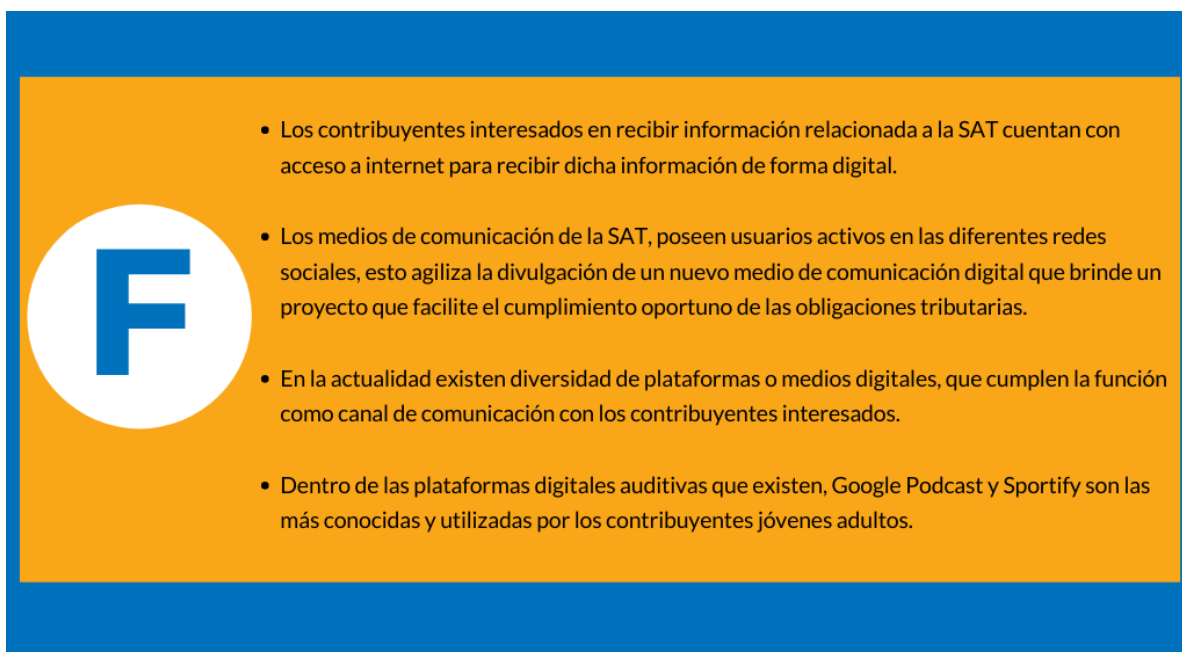 F
• Los contribuyentes interesados en recibir información relacionada a la SAT cuentan con
acceso a internet para recibir dicha información de forma digital.
• Los medios de comunicación de la SAT, poseen usuarios activos en las diferentes redes
sociales, esto agiliza la divulgación de un nuevo medio de comunicación digital que brinde un
proyecto que facilite el cumplimiento oportuno de las obligaciones tributarias.
• En la actualidad existen diversidad de plataformas o medios digitales, que cumplen la función
como canal de comunicación con los contribuyentes interesados.
• Dentro de las plataformas digitales auditivas que existen, Google Podcast y Sportify son las
más conocidas y utilizadas por los contribuyentes jóvenes adultos.